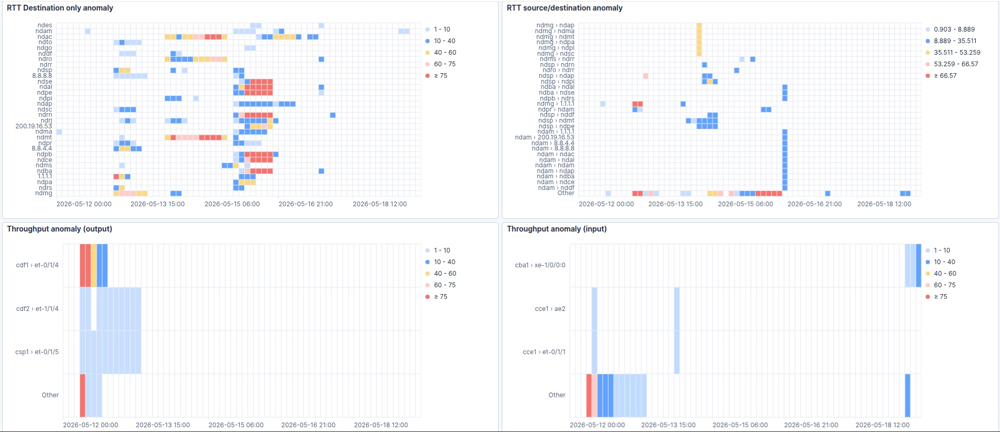 RTT Destination only anomaly
ndes
ndam
ndac
ndto
ndgo
nddf
ndro
ndrr
ndsp
8.8.8.8
ndse
ndal
ndpe
ndpi
ndap
ndsc
ndrn
ndrj
200.19.16.53
ndma
ndmt
ndpr
8.8.4.4
ndpb
ndce
ndms
ndba
1.1.1.1
ndpa
ndrs
ndmg
2026-05-12 00:00
2026-05-13 15:00
2026-05-15 06:00
2026-05-16 21:00
2026-05-18 12:00
1 - 10
10 - 40
40 - 60
60 - 75
≥ 75
RTT source/destination anomaly
ndmg › ndap
ndmg › ndma
ndmg › ndmt
ndmg › ndpa
ndmg › ndpi
ndmg › ndsc
ndms › ndrr
ndsp › ndrn
ndro › ndrr
ndsp › ndap
ndsp › ndpi
ndba › ndal
ndba › ndse
ndpb › ndrs
ndmg › 1.1.1.1
ndpr › ndam
ndsp › nddf
ndsp › ndmt
ndsp › ndpe
ndam › 1.1.1.1
ndam › 200.19.16.53
ndam › 8.8.4.4
ndam › 8.8.8.8
ndam › ndac
ndam › ndal
ndam › ndam
ndam › ndap
ndam › ndba
ndam › ndce
ndam › nddf
Other
2026-05-12 00:00
2026-05-13 15:00
2026-05-15 06:00
2026-05-16 21:00
2026-05-18 12:00
0.903 - 8.889
8.889 - 35.511
35.511 - 53.259
53.259 - 66.57
≥ 66.57
Throughput anomaly (output)
cdf1 › et-0/1/4
cdf2 › et-1/1/4
csp1 › et-0/1/5
Other
2026-05-12 00:00
2026-05-13 15:00
2026-05-15 06:00
2026-05-16 21:00
2026-05-18 12:00
1 - 10
10 - 40
40 - 60
60 - 75
≥ 75
Throughput anomaly (input)
cba1 › xe-1/0/0:0
cce1 › ae2
cce1 › et-0/1/1
Other
2026-05-12 00:00
2026-05-13 15:00
2026-05-15 06:00
2026-05-16 21:00
2026-05-18 12:00
1 - 10
10 - 40
40 - 60
60 - 75
≥ 75